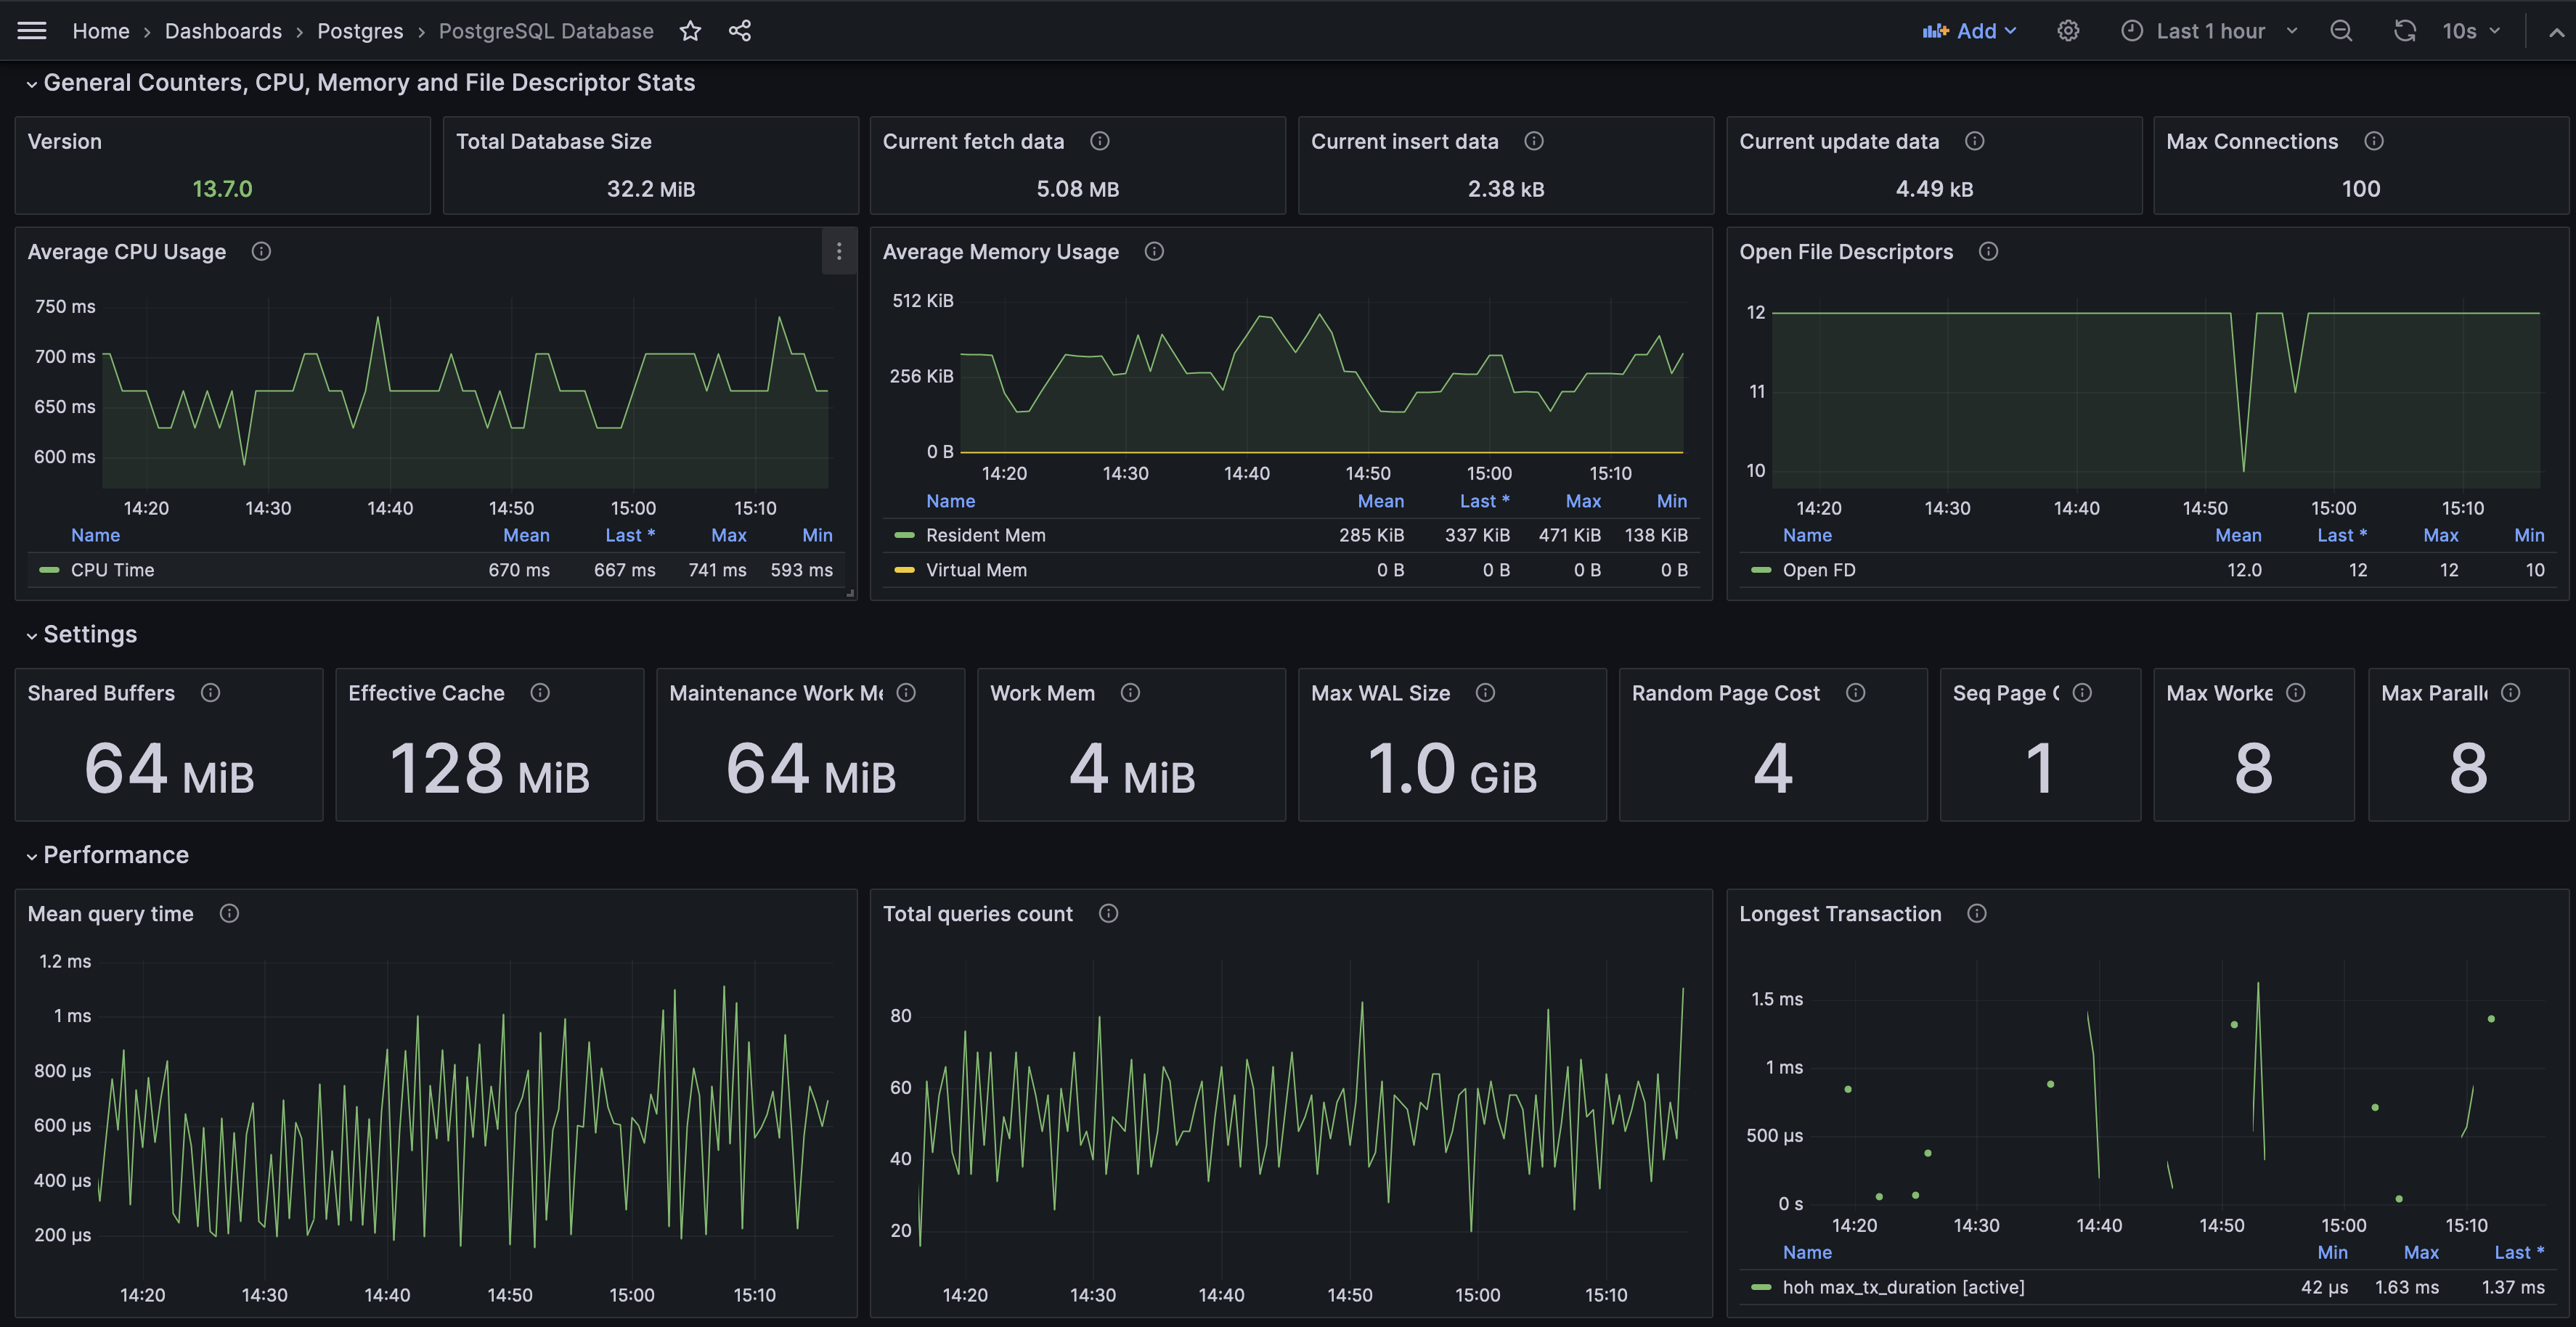 Home › Dashboards › Postgres › PostgreSQL Database
Add
Last 1 hour
10s
General Counters, CPU, Memory and File Descriptor Stats
Version
13.7.0
Total Database Size
32.2 MiB
Current fetch data
5.08 MB
Current insert data
2.38 kB
Current update data
4.49 kB
Max Connections
100
Average CPU Usage
750 ms
700 ms
650 ms
600 ms
14:20 14:30 14:40 14:50 15:00 15:10
Name Mean Last * Max Min
CPU Time 670 ms 667 ms 741 ms 593 ms
Average Memory Usage
512 KiB
256 KiB
0 B
14:20 14:30 14:40 14:50 15:00 15:10
Name Mean Last * Max Min
Resident Mem 285 KiB 337 KiB 471 KiB 138 KiB
Virtual Mem 0 B 0 B 0 B 0 B
Open File Descriptors
12
11
10
14:20 14:30 14:40 14:50 15:00 15:10
Name Mean Last * Max Min
Open FD 12.0 12 12 10
Settings
Shared Buffers
64 MiB
Effective Cache
128 MiB
Maintenance Work Me
64 MiB
Work Mem
4 MiB
Max WAL Size
1.0 GiB
Random Page Cost
4
Seq Page C
1
Max Worke
8
Max Paralle
8
Performance
Mean query time
1.2 ms
1 ms
800 µs
600 µs
400 µs
200 µs
14:20 14:30 14:40 14:50 15:00 15:10
Total queries count
80
60
40
20
14:20 14:30 14:40 14:50 15:00 15:10
Longest Transaction
1.5 ms
1 ms
500 µs
0 s
14:20 14:30 14:40 14:50 15:00 15:10
Name Min Max Last *
hoh max_tx_duration [active] 42 µs 1.63 ms 1.37 ms